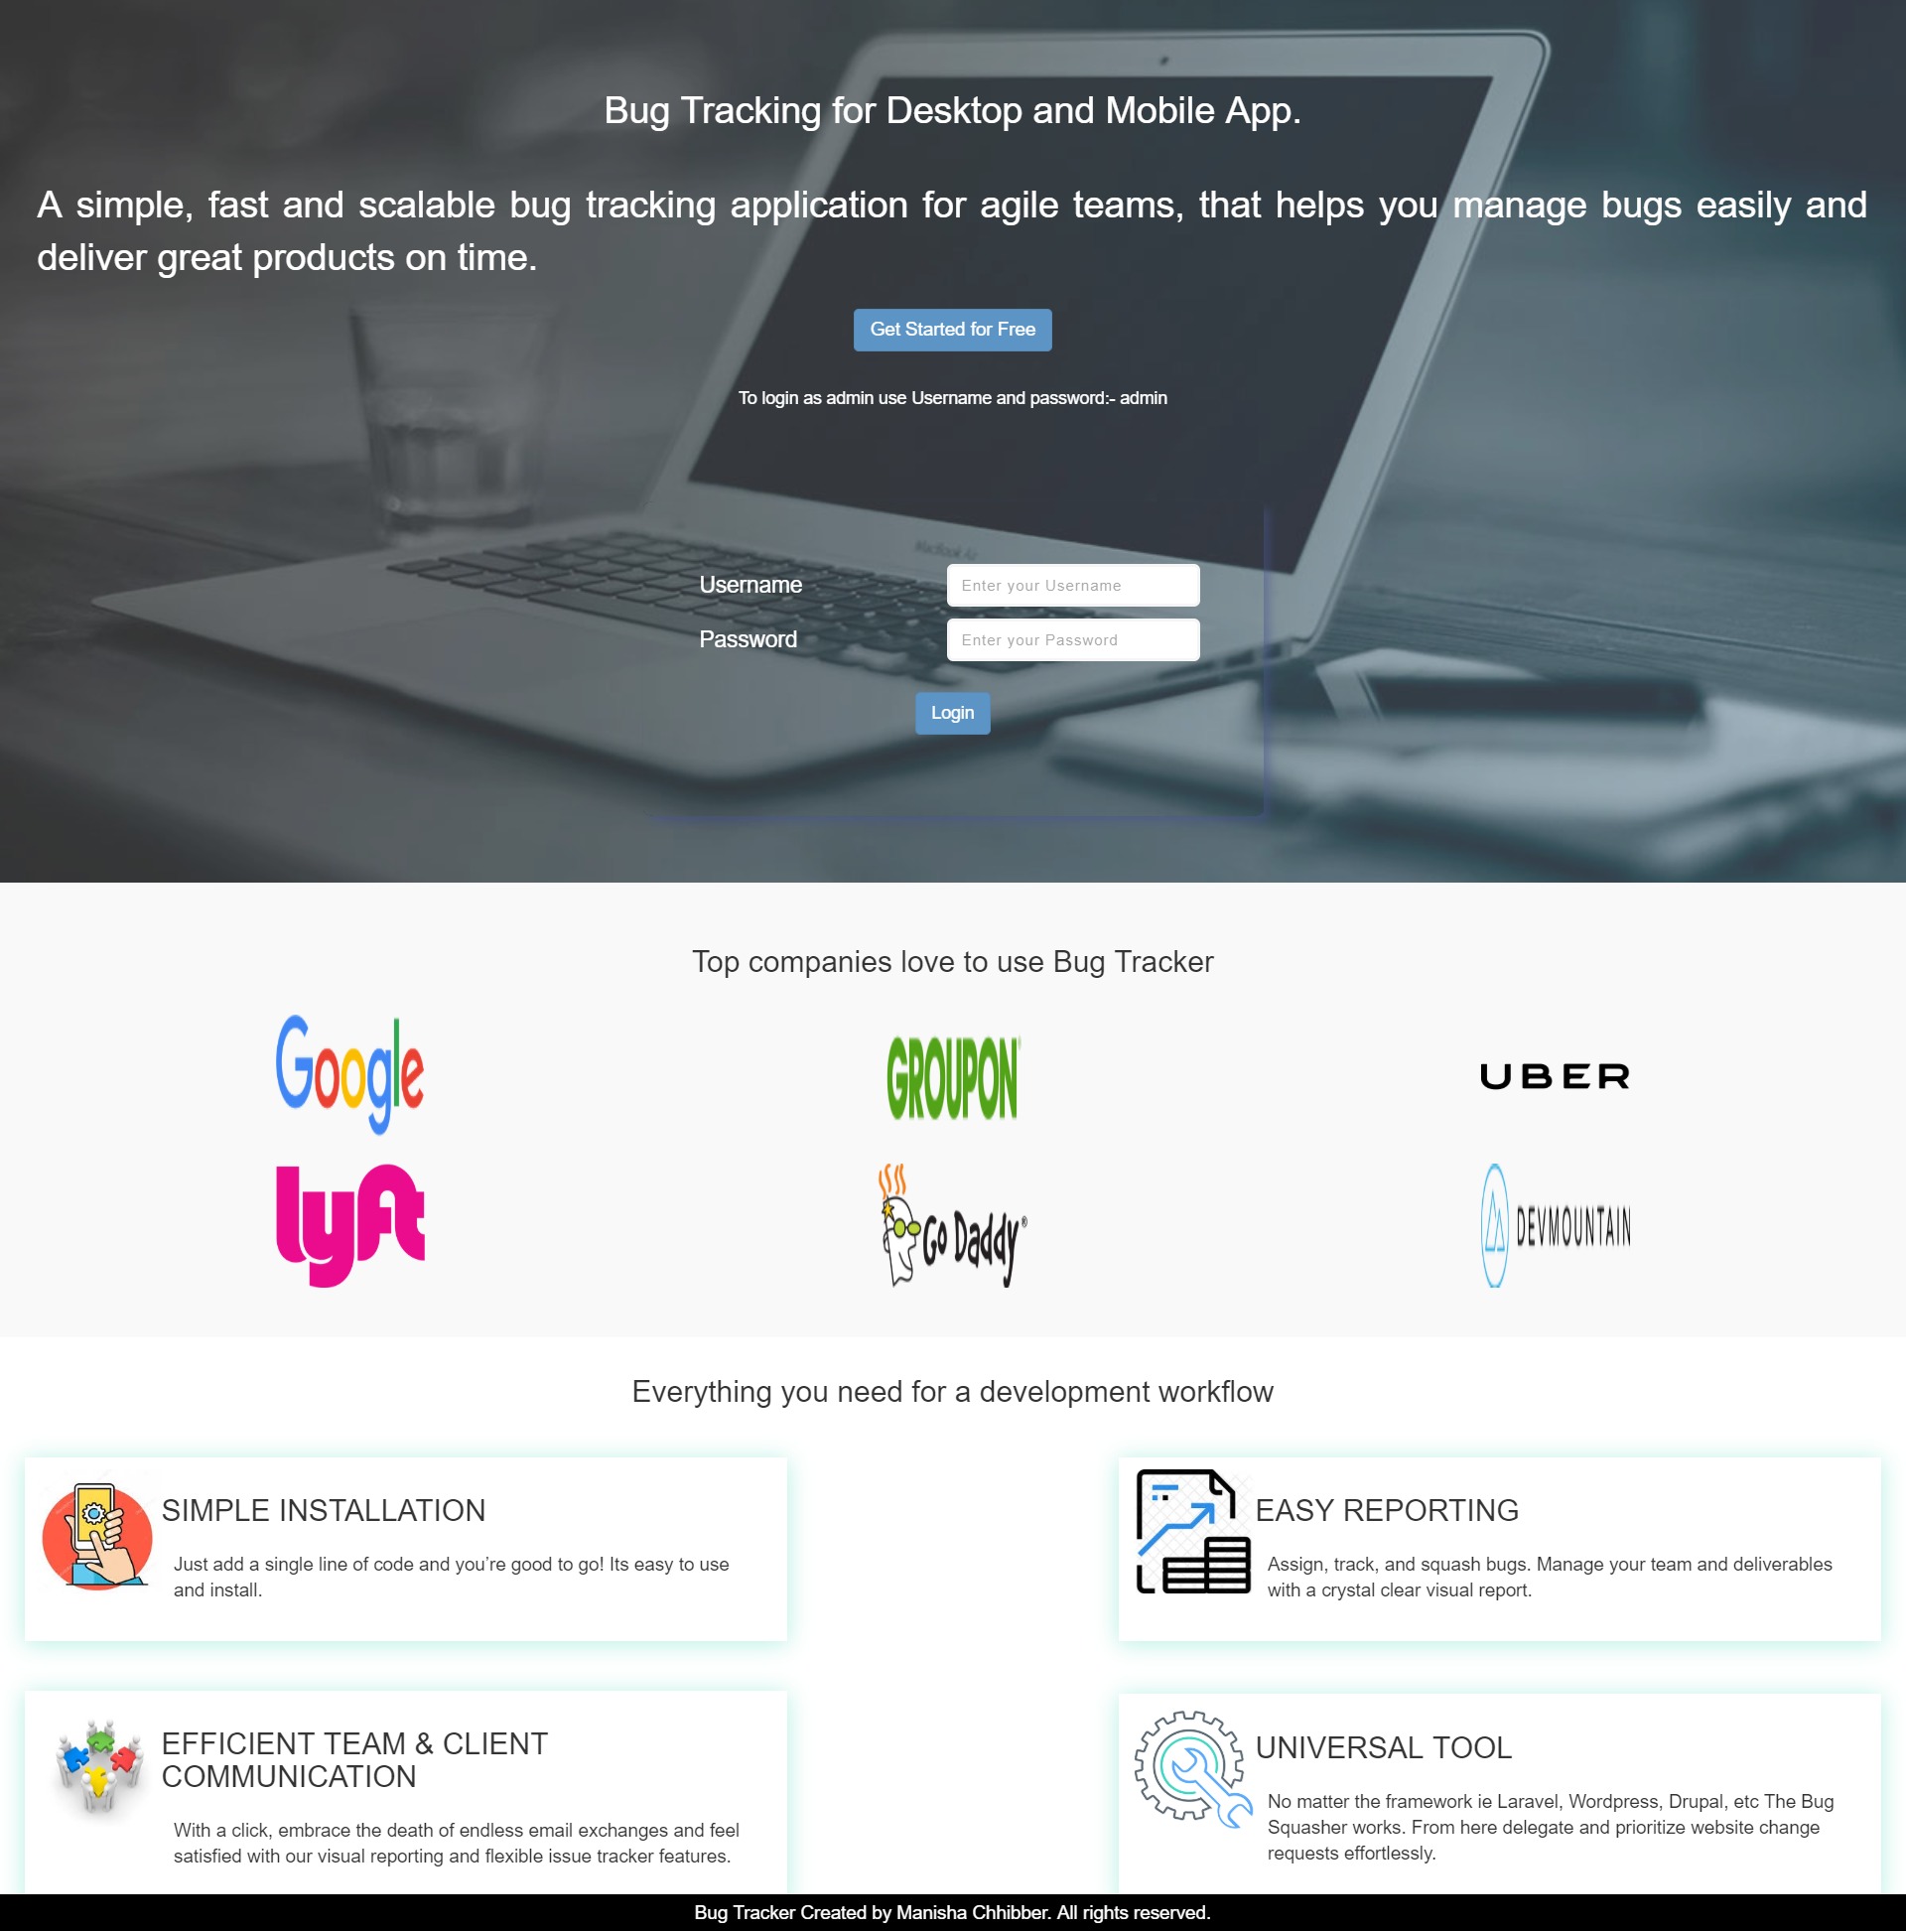 Bug Tracking for Desktop and Mobile App.
A simple, fast and scalable bug tracking application for agile teams, that helps you manage bugs easily and
deliver great products on time.
Get Started for Free
To login as admin use Username and password:- admin
MacBook Air
Username
Enter your Username
Password
Enter your Password
Login
Top companies love to use Bug Tracker
Google
GROUPON
UBER
lyft
Go Daddy®
DEVMOUNTAIN
Everything you need for a development workflow
SIMPLE INSTALLATION
Just add a single line of code and you’re good to go! Its easy to use
and install.
EASY REPORTING
Assign, track, and squash bugs. Manage your team and deliverables
with a crystal clear visual report.
EFFICIENT TEAM & CLIENT
COMMUNICATION
With a click, embrace the death of endless email exchanges and feel
satisfied with our visual reporting and flexible issue tracker features.
UNIVERSAL TOOL
No matter the framework ie Laravel, Wordpress, Drupal, etc The Bug
Squasher works. From here delegate and prioritize website change
requests effortlessly.
Bug Tracker Created by Manisha Chhibber. All rights reserved.